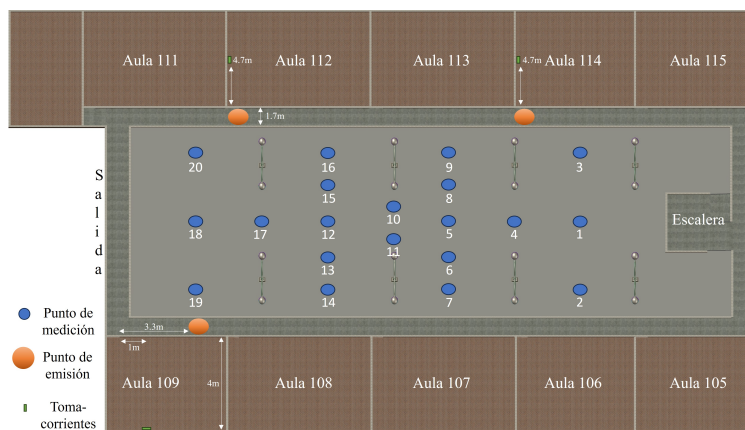 Aula 111
Aula 112
Aula 113
Aula 114
Aula 115
4.7m
4.7m
1.7m
20
16
9
3
15
8
10
18
17
12
5
4
1
11
13
6
19
14
7
2
Salida
Escalera
Punto de
medición
Punto de
emisión
Toma-
corrientes
3.3m
1m
4m
Aula 109
Aula 108
Aula 107
Aula 106
Aula 105